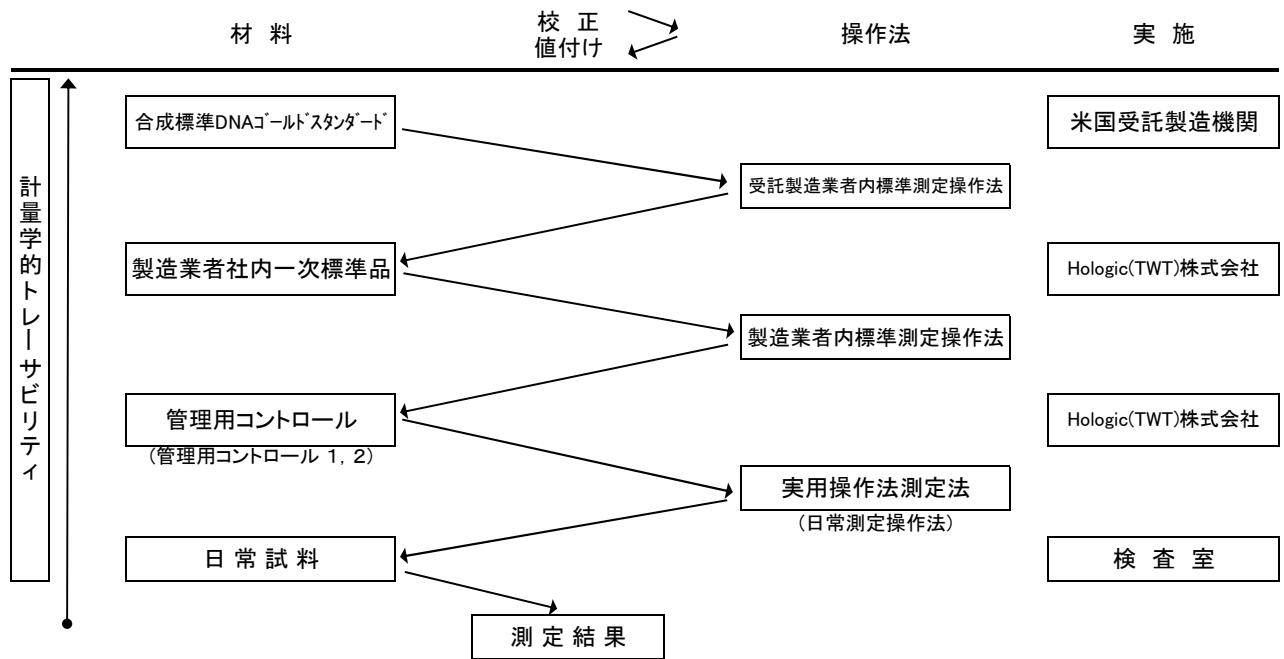 材 料
校 正
値付け
操作法
実 施
計量学的トレーサビリティ
合成標準DNAｺﾞｰﾙﾄﾞｽﾀﾝﾀﾞｰﾄﾞ
米国受託製造機関
受託製造業者内標準測定操作法
製造業者社内一次標準品
Hologic(TWT)株式会社
製造業者内標準測定操作法
管理用コントロール
(管理用コントロール 1, 2)
Hologic(TWT)株式会社
実用操作法測定法
(日常測定操作法)
日 常 試 料
検 査 室
測 定 結 果